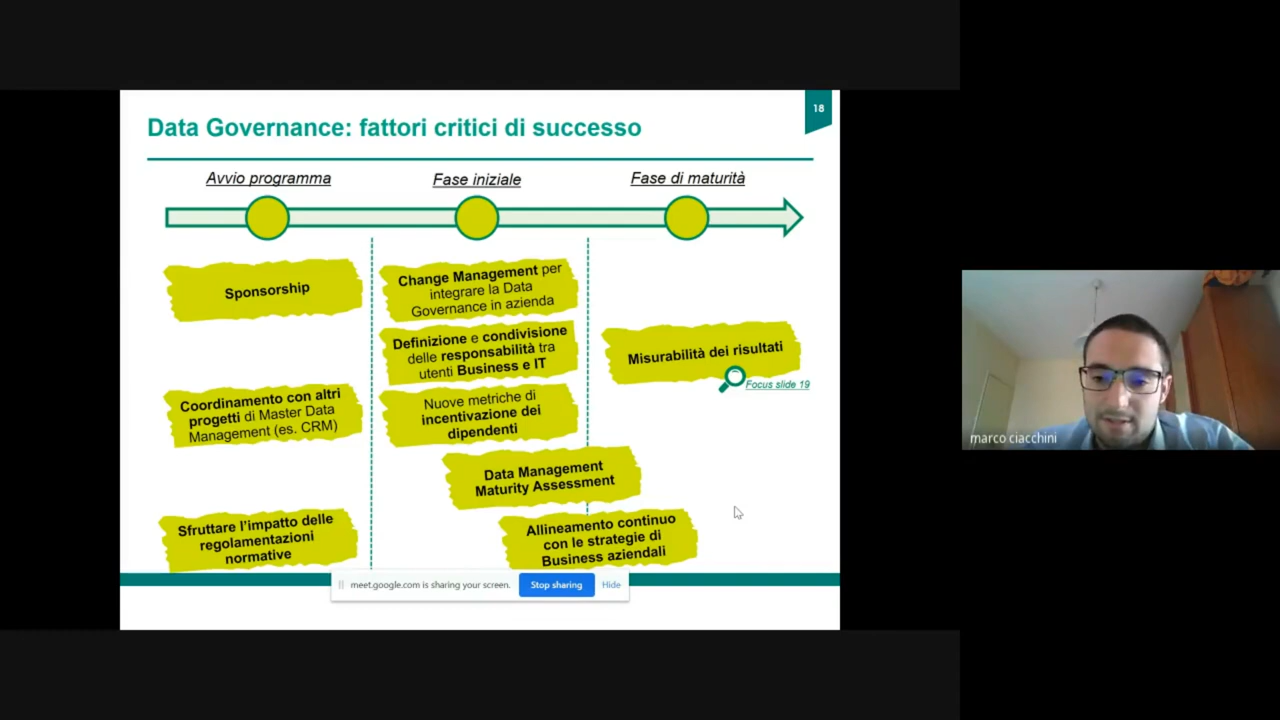 18
Data Governance: fattori critici di successo
Avvio programma
Fase iniziale
Fase di maturità
Sponsorship
Coordinamento con altri
progetti di Master Data
Management (es. CRM)
Sfruttare l'impatto delle
regolamentazioni
normative
Change Management per
integrare la Data
Governance in azienda
Definizione e condivisione
delle responsabilità tra
utenti Business e IT
Nuove metriche di
incentivazione dei
dipendenti
Data Management
Maturity Assessment
Allineamento continuo
con le strategie di
Business aziendali
Misurabilità dei risultati
Focus slide 19
meet.google.com is sharing your screen.
Stop sharing
Hide
marco ciacchini